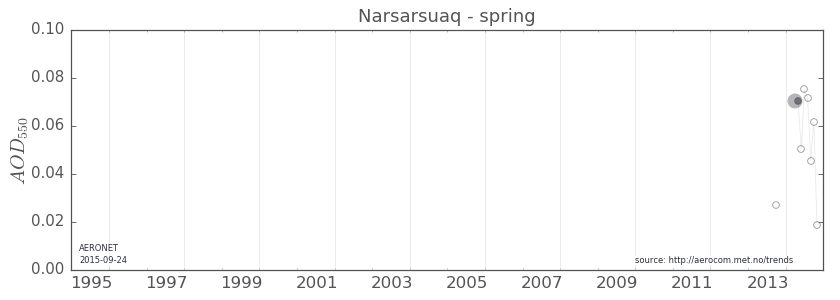 Narsarsuaq - spring
0.10
0.08
0.06
0.04
0.02
0.00
AOD550
AERONET
2015-09-24
source: http://aerocom.met.no/trends
1995 1997 1999 2001 2003 2005 2007 2009 2011 2013